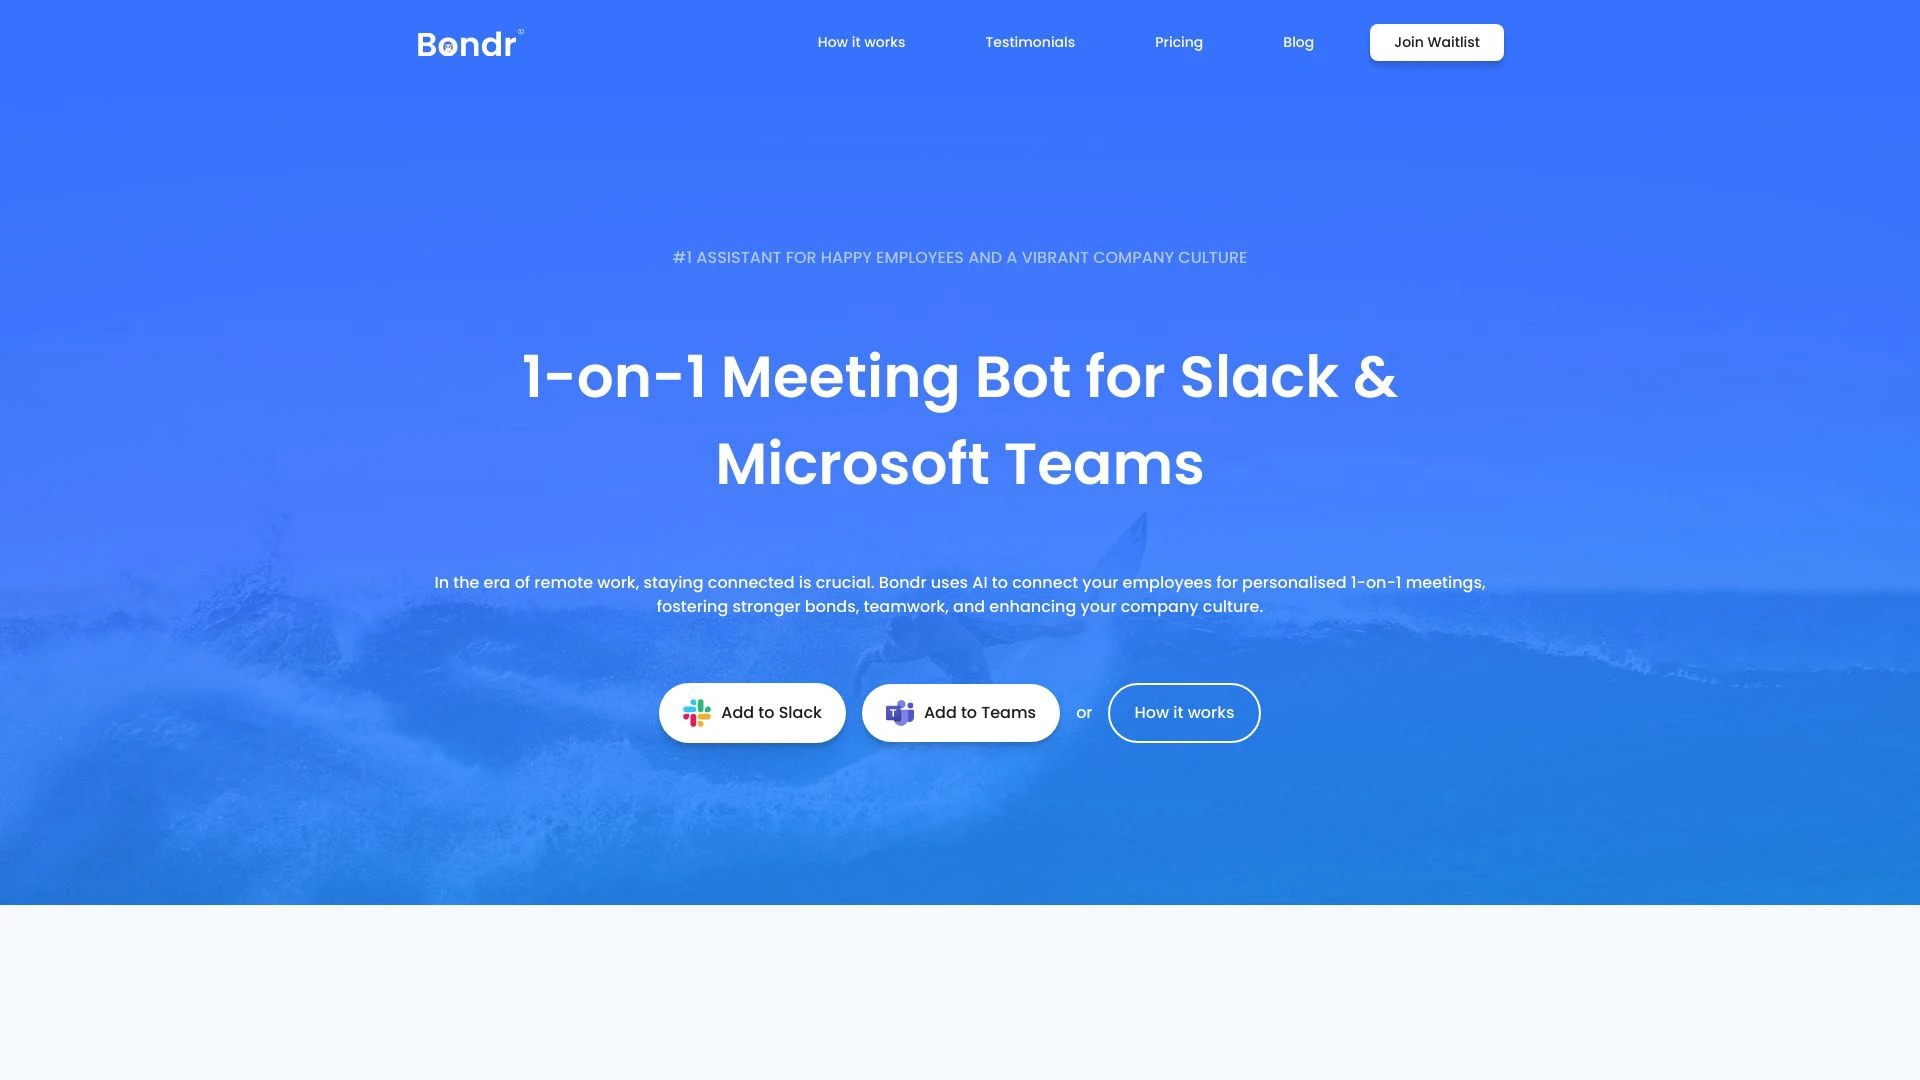 Bondr
How it works
Testimonials
Pricing
Blog
Join Waitlist
#1 ASSISTANT FOR HAPPY EMPLOYEES AND A VIBRANT COMPANY CULTURE
1-on-1 Meeting Bot for Slack &
Microsoft Teams
In the era of remote work, staying connected is crucial. Bondr uses AI to connect your employees for personalised 1-on-1 meetings,
fostering stronger bonds, teamwork, and enhancing your company culture.
Add to Slack
T
Add to Teams
or
How it works